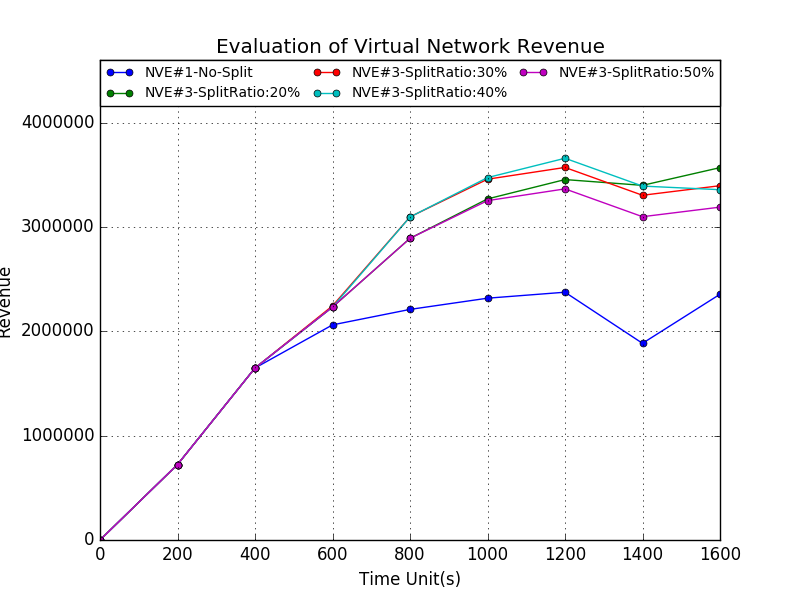 Evaluation of Virtual Network Revenue
NVE#1-No-Split
NVE#3-SplitRatio:20%
NVE#3-SplitRatio:30%
NVE#3-SplitRatio:40%
NVE#3-SplitRatio:50%
4000000
3000000
2000000
1000000
0
Revenue
0 200 400 600 800 1000 1200 1400 1600
Time Unit(s)